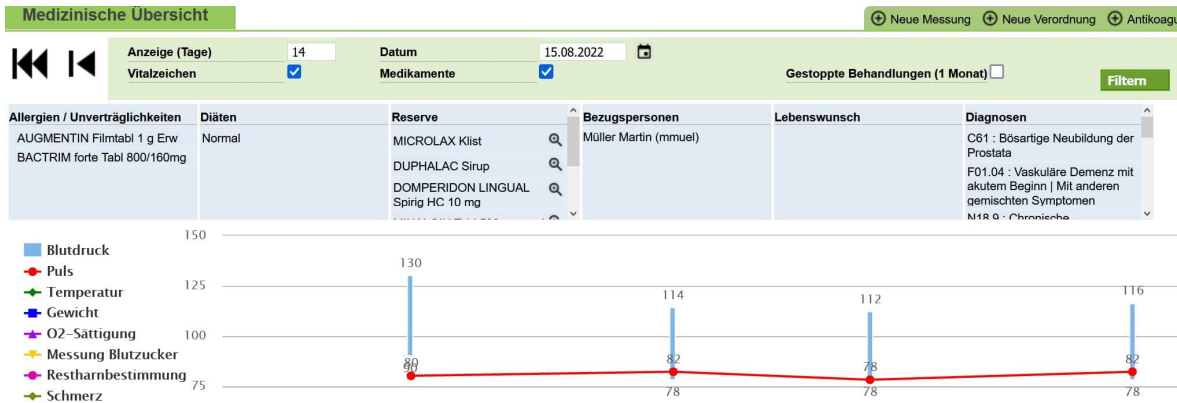 Medizinische Übersicht
Neue Messung Neue Verordnung Antikoagu
Anzeige (Tage) 14 Datum 15.08.2022
Vitalzeichen Medikamente Gestoppte Behandlungen (1 Monat)
Filtern
Allergien / Unverträglichkeiten
AUGMENTIN Filmtabl 1 g Erw
BACTRIM forte Tabl 800/160mg
Diäten
Normal
Reserve
MICROLAX Klist
DUPHALAC Sirup
DOMPERIDON LINGUAL
Spirig HC 10 mg
Bezugspersonen
Müller Martin (mmuel)
Lebenswunsch
Diagnosen
C61 : Bösartige Neubildung der
Prostata
F01.04 : Vaskuläre Demenz mit
akutem Beginn | Mit anderen
gemischten Symptomen
N18.9 : Chronische
Blutdruck
Puls
Temperatur
Gewicht
O2-Sättigung
Messung Blutzucker
Restharnbestimmung
Schmerz
150
125
100
75
130
80
90
114
82
78
112
78
78
116
82
78